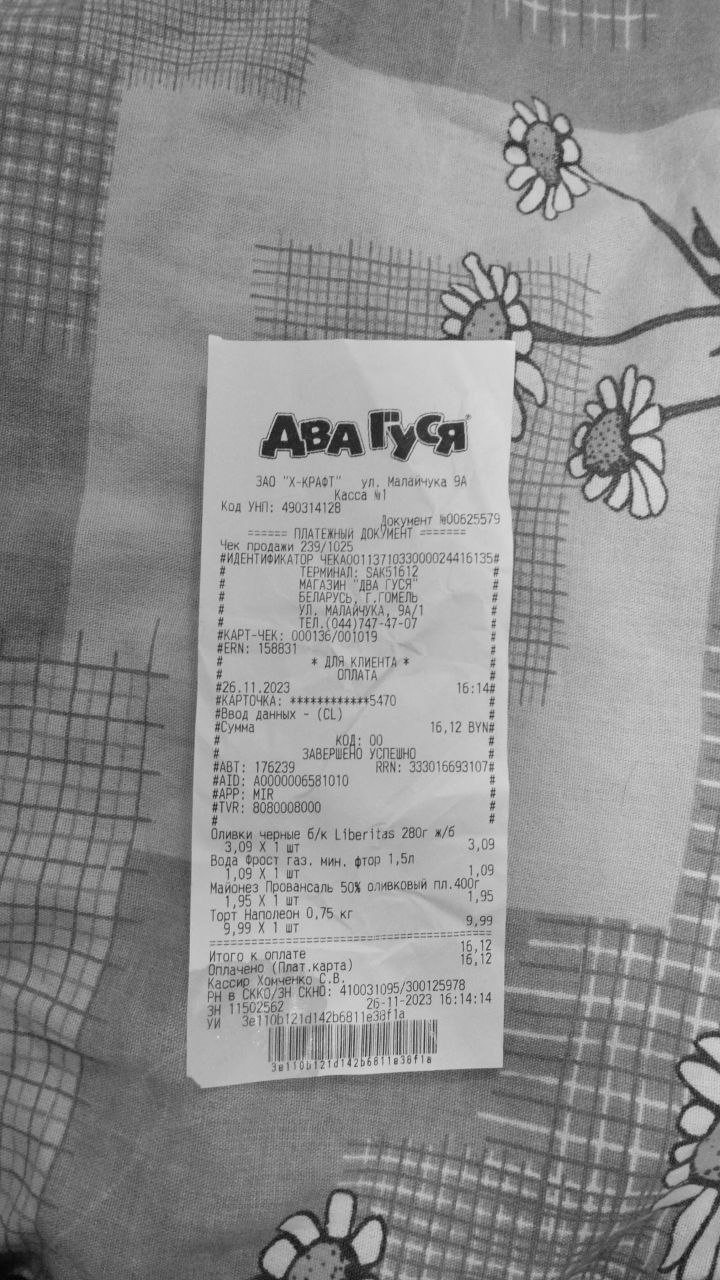 ДВА ГУСЯ
ЗАО "Х-КРАФТ" ул. Малайчука 9А
Касса №1
Код УНП: 490314128
Документ №00625579
====== ПЛАТЕЖНЫЙ ДОКУМЕНТ =======
Чек продажи 239/1025
#ИДЕНТИФИКАТОР ЧЕКА0011371033000024416135#
# ТЕРМИНАЛ: SAK51612 #
# МАГАЗИН "ДВА ГУСЯ" #
# БЕЛАРУСЬ, Г.ГОМЕЛЬ #
# УЛ. МАЛАЙЧУКА, 9А/1 #
# ТЕЛ.(044)747-47-07 #
#КАРТ-ЧЕК: 000136/001019 #
#ERN: 158831 #
# * ДЛЯ КЛИЕНТА * #
# ОПЛАТА #
#26.11.2023 16:14#
#КАРТОЧКА: ************5470 #
#Ввод данных - (CL) #
#Сумма 16,12 BYN#
# КОД: 00 #
# ЗАВЕРШЕНО УСПЕШНО #
#АВТ: 176239 RRN: 333016693107#
#AID: A0000006581010 #
#APP: MIR #
#TVR: 8080008000 #
# #
Оливки черные б/к Liberitas 280г ж/б
3,09 X 1 шт 3,09
Вода Фрост газ. мин. фтор 1,5л
1,09 X 1 шт 1,09
Майонез Провансаль 50% оливковый пл.400г
1,95 X 1 шт 1,95
Торт Наполеон 0,75 кг
9,99 X 1 шт 9,99
Итого к оплате 16,12
Оплачено (Плат.карта) 16,12
Кассир Хомченко С.В.
РН в СККО/ЗН СКНО: 410031095/300125978
ЗН 11502562 26-11-2023 16:14:14
УИ 3e110b121d142b6811e38f1a
3e110b121d142b6811e38f1a